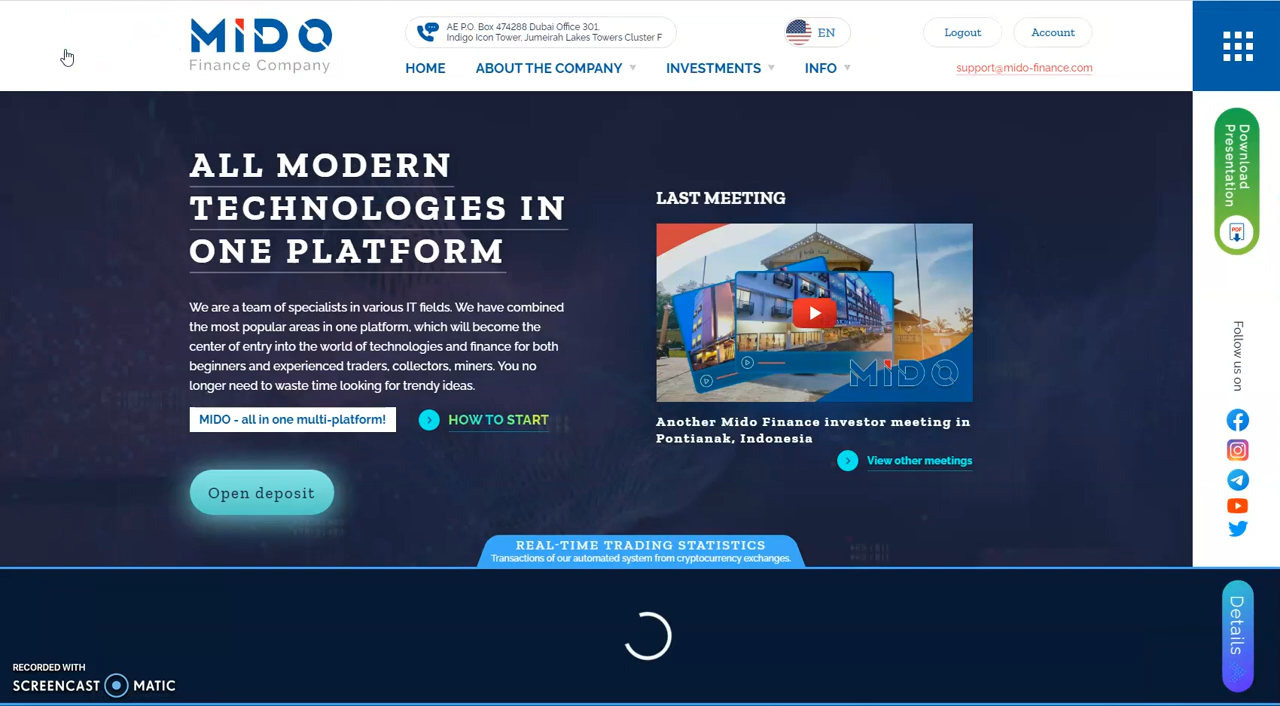 MIDO
Finance Company
AE P.O. Box 474288 Dubai Office 301,
Indigo Icon Tower, Jumeirah Lakes Towers Cluster F
EN
Logout
Account
HOME
ABOUT THE COMPANY
INVESTMENTS
INFO
support@mido-finance.com
Download
Presentation
PDF
ALL MODERN
TECHNOLOGIES IN
ONE PLATFORM
We are a team of specialists in various IT fields. We have combined
the most popular areas in one platform, which will become the
center of entry into the world of technologies and finance for both
beginners and experienced traders, collectors, miners. You no
longer need to waste time looking for trendy ideas.
MIDO - all in one multi-platform!
HOW TO START
Open deposit
LAST MEETING
MIDO
Another Mido Finance investor meeting in
Pontianak, Indonesia
View other meetings
Follow us on
REAL-TIME TRADING STATISTICS
Transactions of our automated system from cryptocurrency exchanges.
Details
RECORDED WITH
SCREENCAST MATIC